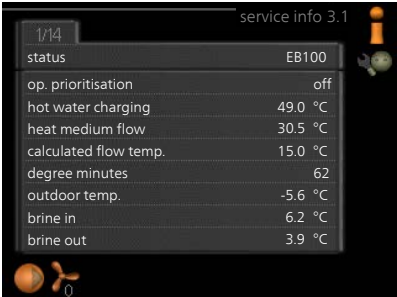 service info 3.1
1/14
status EB100
op. prioritisation off
hot water charging 49.0 °C
heat medium flow 30.5 °C
calculated flow temp. 15.0 °C
degree minutes 62
outdoor temp. -5.6 °C
brine in 6.2 °C
brine out 3.9 °C
0